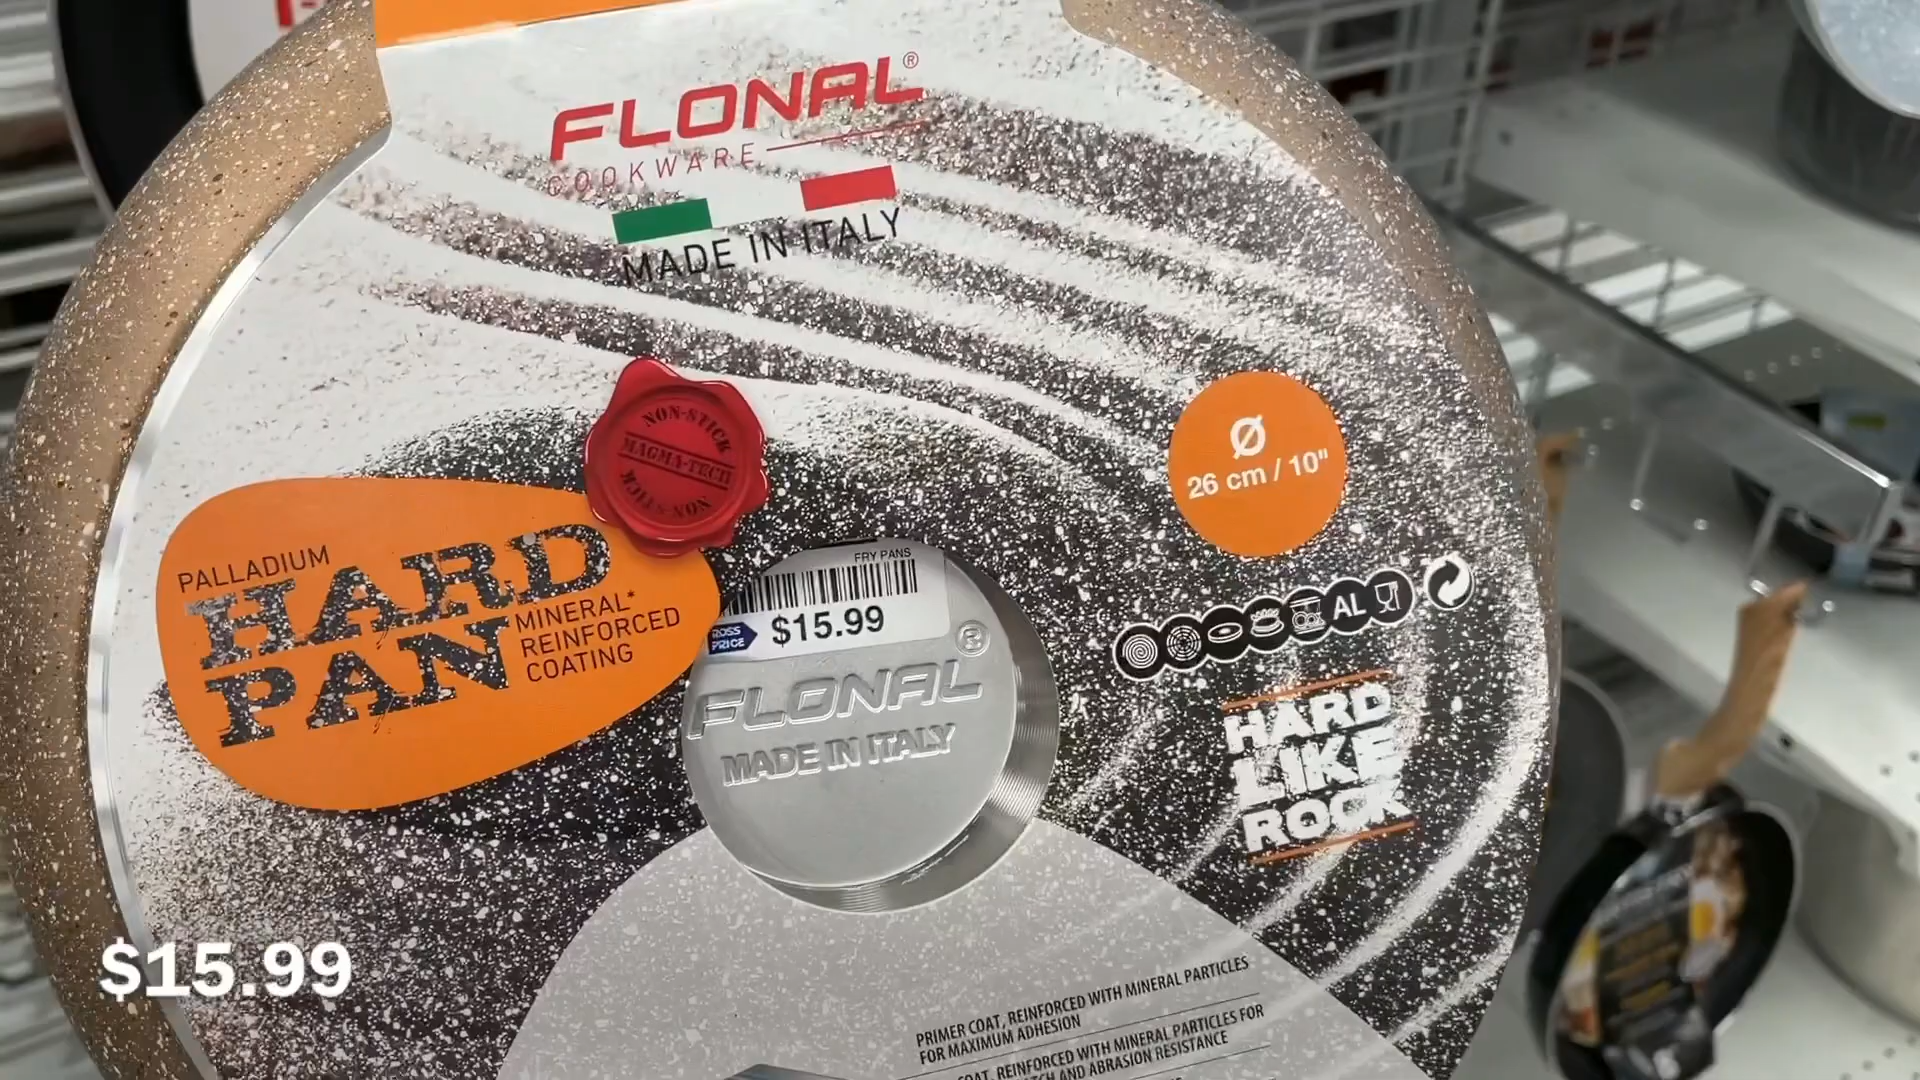 FLONAL®
COOKWARE
MADE IN ITALY
NON-STICK
MAGMA-TECH
NON-STICK
Ø
26 cm / 10"
PALLADIUM
HARD
PAN
MINERAL*
REINFORCED
COATING
FRY PANS
ROSS
PRICE
$15.99
FLONAL®
MADE IN ITALY
AL
HARD
LIKE
ROCK
$15.99
PRIMER COAT, REINFORCED WITH MINERAL PARTICLES
FOR MAXIMUM ADHESION
COAT, REINFORCED WITH MINERAL PARTICLES FOR
AND ABRASION RESISTANCE